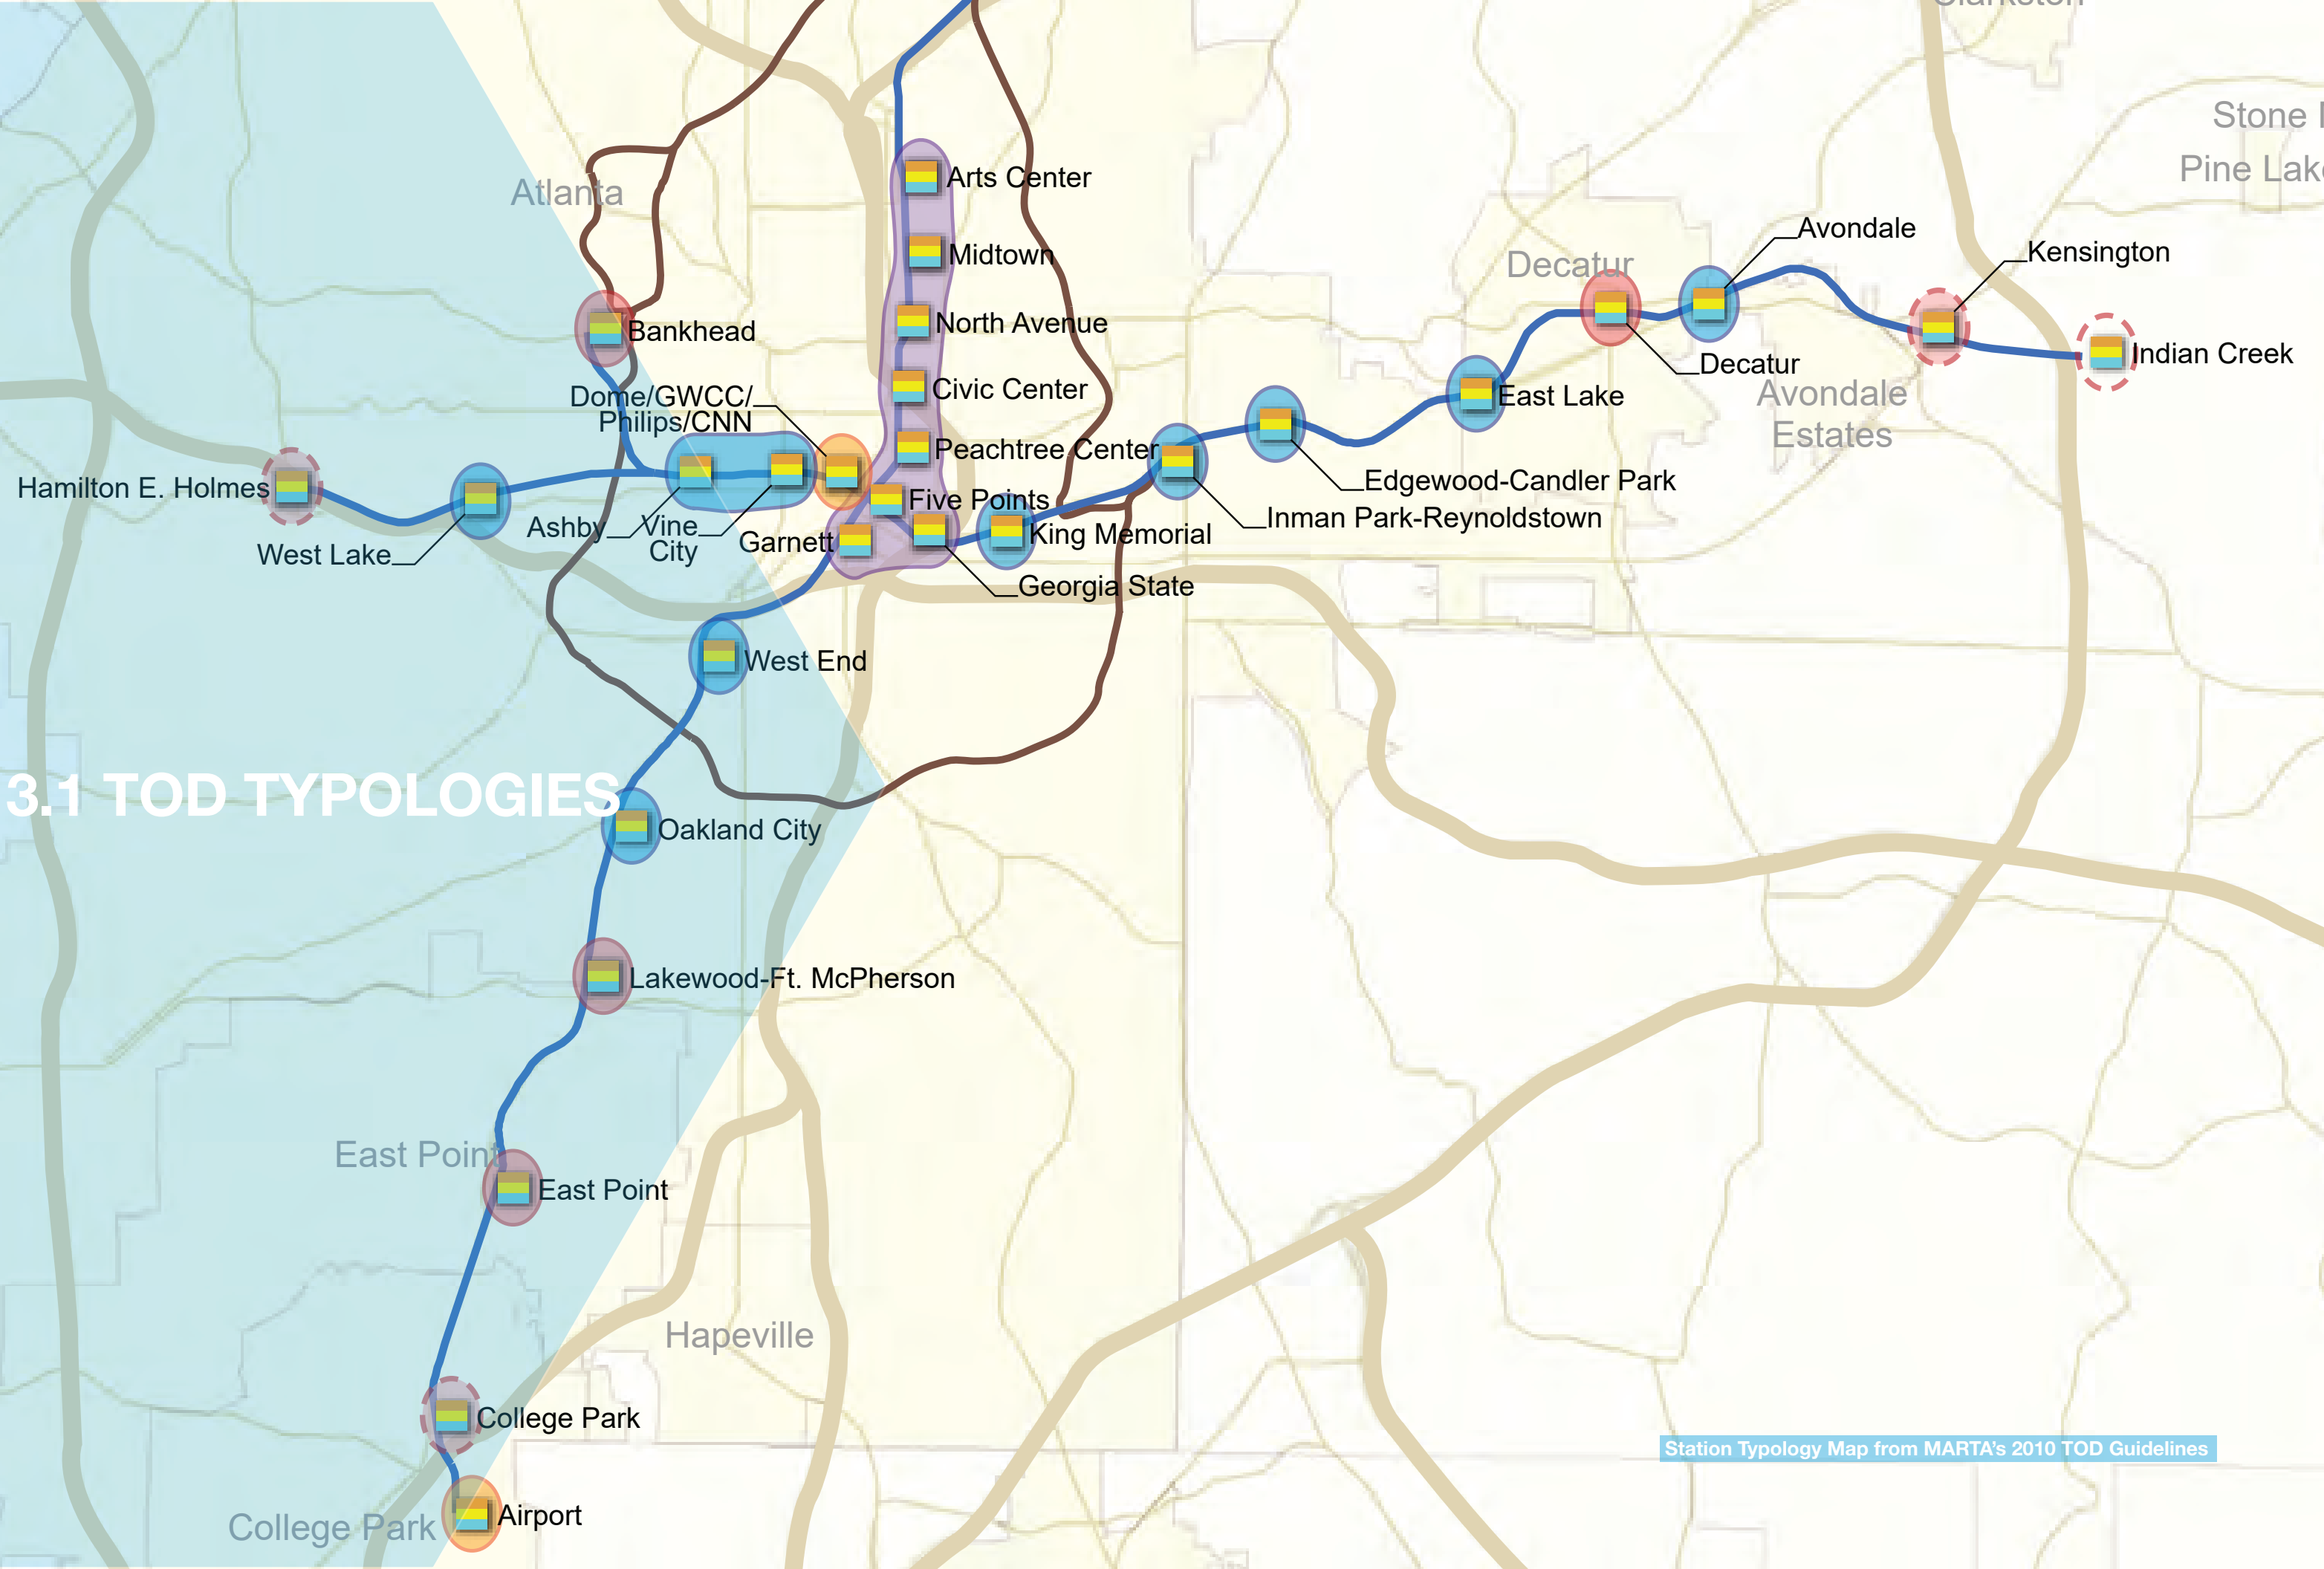 Clarkston
Stone
Pine Lake
Arts Center
Atlanta
Avondale
Midtown
Kensington
Decatur
North Avenue
Bankhead
Indian Creek
Decatur
Civic Center
Dome/GWCC/
Philips/CNN
East Lake
Avondale
Estates
Peachtree Center
Hamilton E. Holmes
Edgewood-Candler Park
Five Points
Inman Park-Reynoldstown
Ashby
Vine
City
Garnett
King Memorial
West Lake
Georgia State
West End
3.1 TOD TYPOLOGIES
Oakland City
Lakewood-Ft. McPherson
East Point
East Point
Hapeville
College Park
Station Typology Map from MARTA's 2010 TOD Guidelines
Airport
College Park